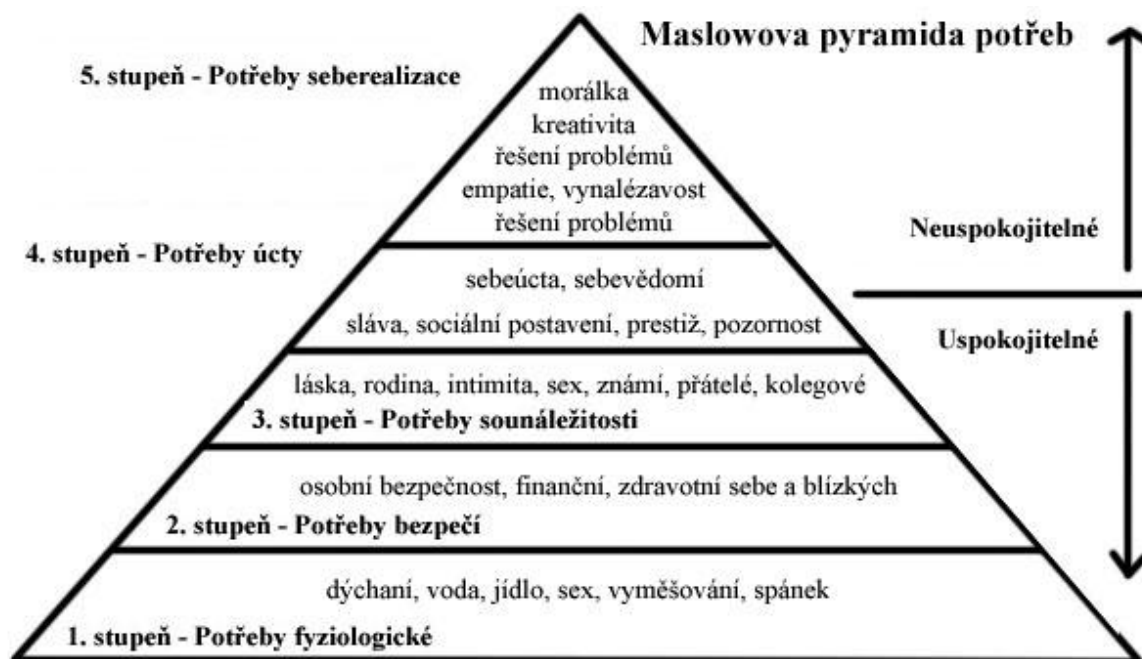 Maslowova pyramida potřeb
5. stupeň - Potřeby seberealizace
morálka
kreativita
řešení problémů
empatie, vynalézavost
řešení problémů
Neuspokojitelné
4. stupeň - Potřeby úcty
sebeúcta, sebevědomí
sláva, sociální postavení, prestiž, pozornost
Uspokojitelné
láska, rodina, intimita, sex, známí, přátelé, kolegové
3. stupeň - Potřeby sounáležitosti
osobní bezpečnost, finanční, zdravotní sebe a blízkých
2. stupeň - Potřeby bezpečí
dýchaní, voda, jídlo, sex, vyměšování, spánek
1. stupeň - Potřeby fyziologické